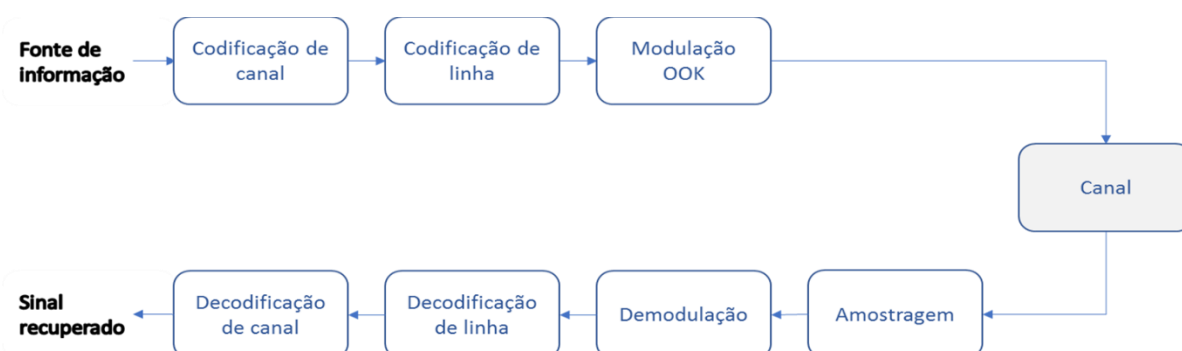 Fonte de
informação
Codificação de
canal
Codificação de
linha
Modulação
OOK
Canal
Sinal
recuperado
Decodificação
de canal
Decodificação
de linha
Demodulação
Amostragem